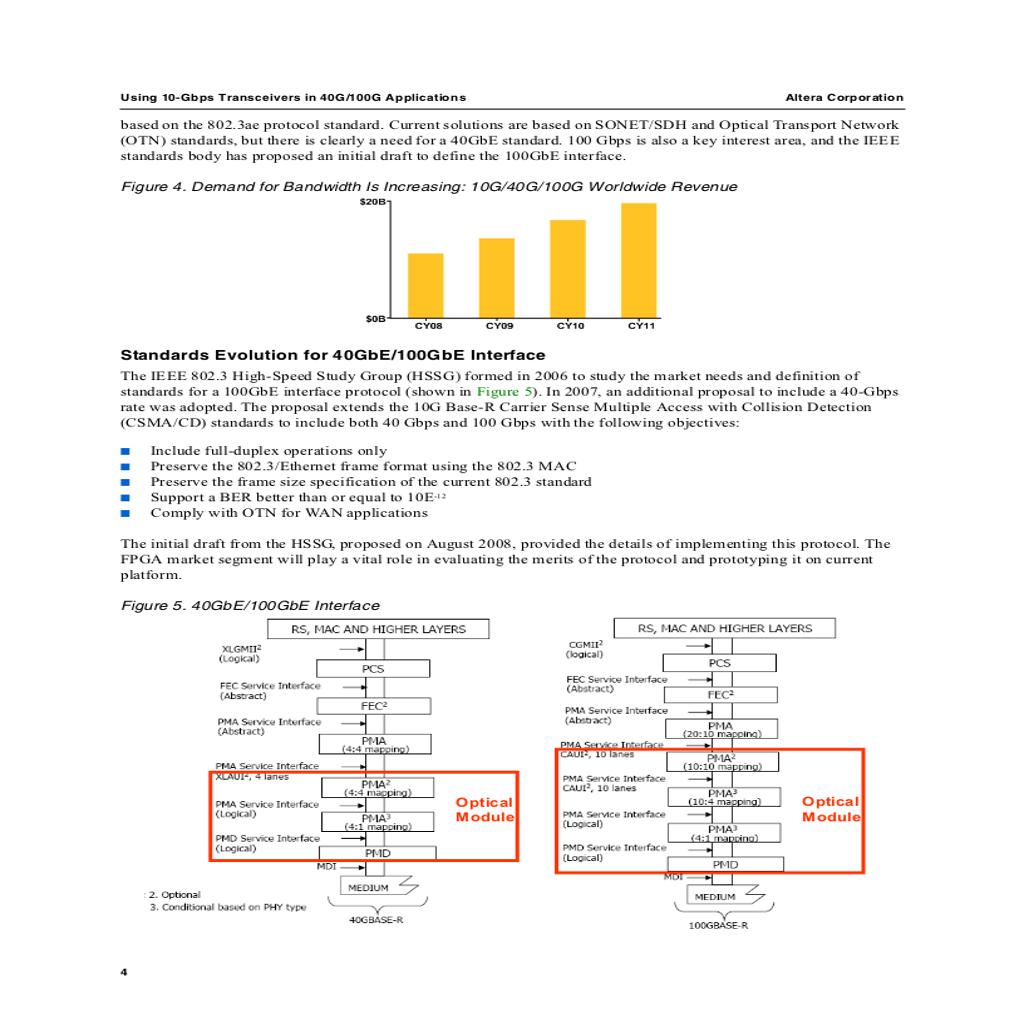 Using 10-Gbps Transceivers in 40G/100G Applications
Altera Corporation
based on the 802.3ae protocol standard. Current solutions are based on SONET/SDH and Optical Transport Network
(OTN) standards, but there is clearly a need for a 40GbE standard. 100 Gbps is also a key interest area, and the IEEE
standards body has proposed an initial draft to define the 100GbE interface.
Figure 4. Demand for Bandwidth Is Increasing: 10G/40G/100G Worldwide Revenue
$20B
$0B
CY08 CY09 CY10 CY11
Standards Evolution for 40GbE/100GbE Interface
The IEEE 802.3 High-Speed Study Group (HSSG) formed in 2006 to study the market needs and definition of
standards for a 100GbE interface protocol (shown in Figure 5). In 2007, an additional proposal to include a 40-Gbps
rate was adopted. The proposal extends the 10G Base-R Carrier Sense Multiple Access with Collision Detection
(CSMA/CD) standards to include both 40 Gbps and 100 Gbps with the following objectives:
■ Include full-duplex operations only
■ Preserve the 802.3/Ethernet frame format using the 802.3 MAC
■ Preserve the frame size specification of the current 802.3 standard
■ Support a BER better than or equal to 10E-12
■ Comply with OTN for WAN applications
The initial draft from the HSSG, proposed on August 2008, provided the details of implementing this protocol. The
FPGA market segment will play a vital role in evaluating the merits of the protocol and prototyping it on current
platform.
Figure 5. 40GbE/100GbE Interface
RS, MAC AND HIGHER LAYERS
XLGMII²
(Logical)
PCS
FEC Service Interface
(Abstract)
FEC²
PMA Service Interface
(Abstract)
PMA
(4:4 mapping)
PMA Service Interface
XLAUI², 4 lanes
PMA²
(4:4 mapping)
PMA Service Interface
(Logical)
PMA³
(4:1 mapping)
Optical
Module
PMD Service Interface
(Logical)
PMD
MDI
MEDIUM
40GBASE-R
: 2. Optional
3. Conditional based on PHY type
RS, MAC AND HIGHER LAYERS
CGMII²
(logical)
PCS
FEC Service Interface
(Abstract)
FEC²
PMA Service Interface
(Abstract)
PMA
(20:10 mapping)
PMA Service Interface
CAUI², 10 lanes
PMA²
(10:10 mapping)
PMA Service Interface
CAUI², 10 lanes
PMA³
(10:4 mapping)
Optical
Module
PMA Service Interface
(Logical)
PMA³
(4:1 mapping)
PMD Service Interface
(Logical)
PMD
MDI
MEDIUM
100GBASE-R
4